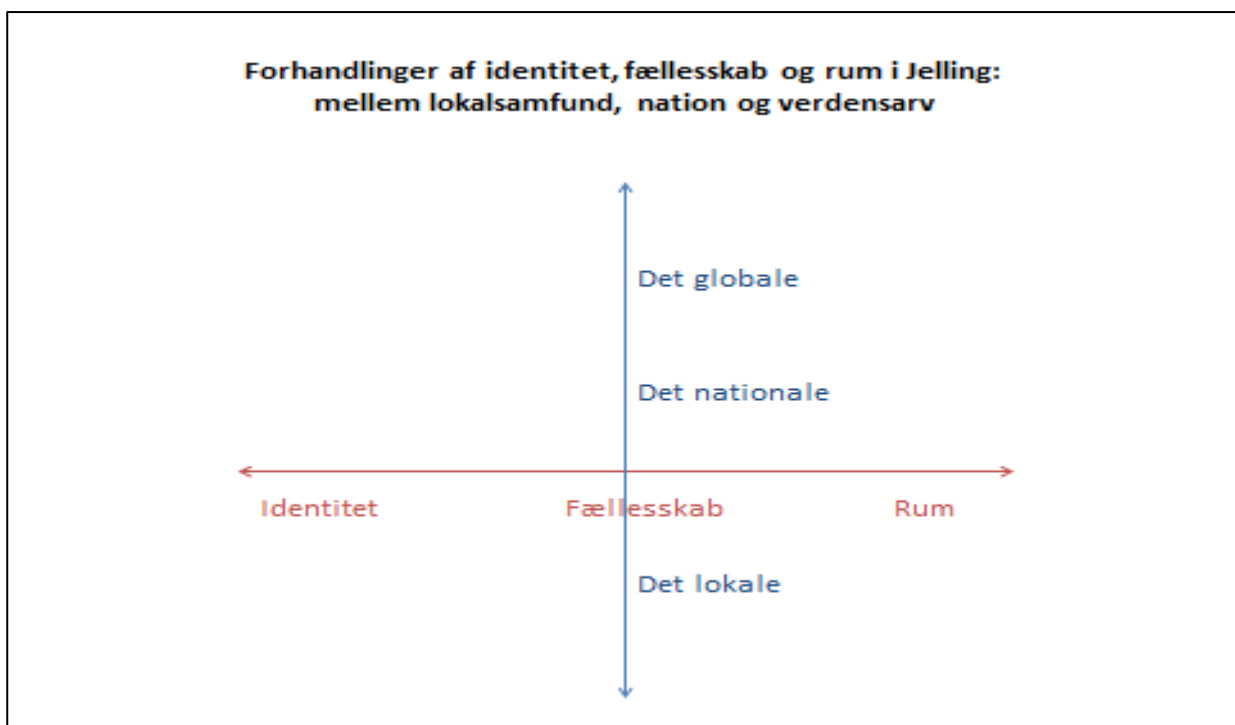 Forhandlinger af identitet, fællesskab og rum i Jelling:
mellem lokalsamfund, nation og verdensarv
Det globale
Det nationale
Identitet Fællesskab Rum
Det lokale